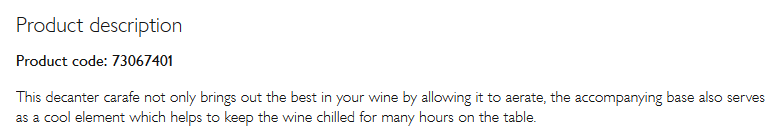 Product description
Product code: 73067401
This decanter carafe not only brings out the best in your wine by allowing it to aerate, the accompanying base also serves
as a cool element which helps to keep the wine chilled for many hours on the table.